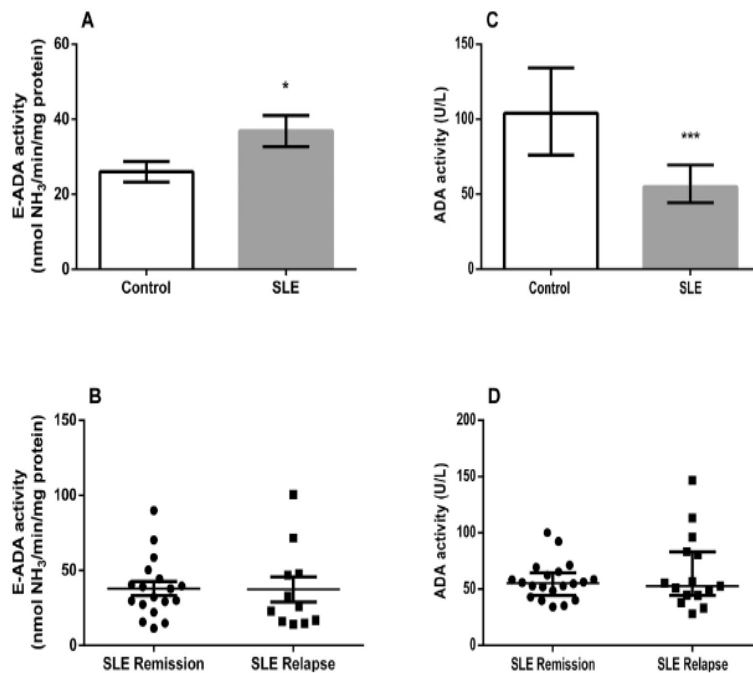 A
E-ADA activity
(nmol NH3/min/mg protein)
60
40
20
0
*
Control
SLE
C
ADA activity (U/L)
150
100
50
0
***
Control
SLE
B
E-ADA activity
(nmol NH3/min/mg protein)
150
100
50
0
SLE Remission
SLE Relapse
D
ADA activity (U/L)
200
150
100
50
0
SLE Remission
SLE Relapse